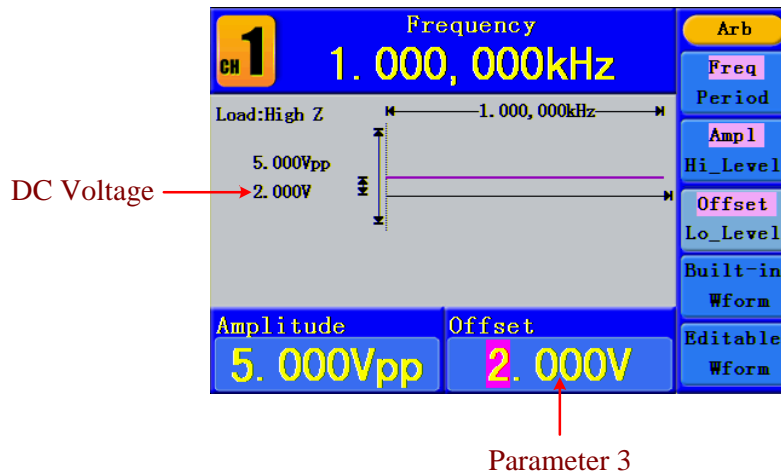 CH 1
Frequency
1.000,000kHz
Arb
Freq
Period
Ampl
Hi_Level
Offset
Lo_Level
Built-in
Wform
Editable
Wform
Load:High Z
1.000,000kHz
5.000Vpp
DC Voltage
2.000V
Amplitude
5.000Vpp
Offset
2.000V
Parameter 3